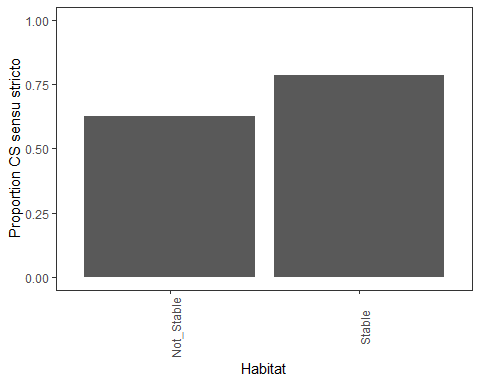 Proportion CS sensu stricto
1.00
0.75
0.50
0.25
0.00
Not_Stable
Stable
Habitat